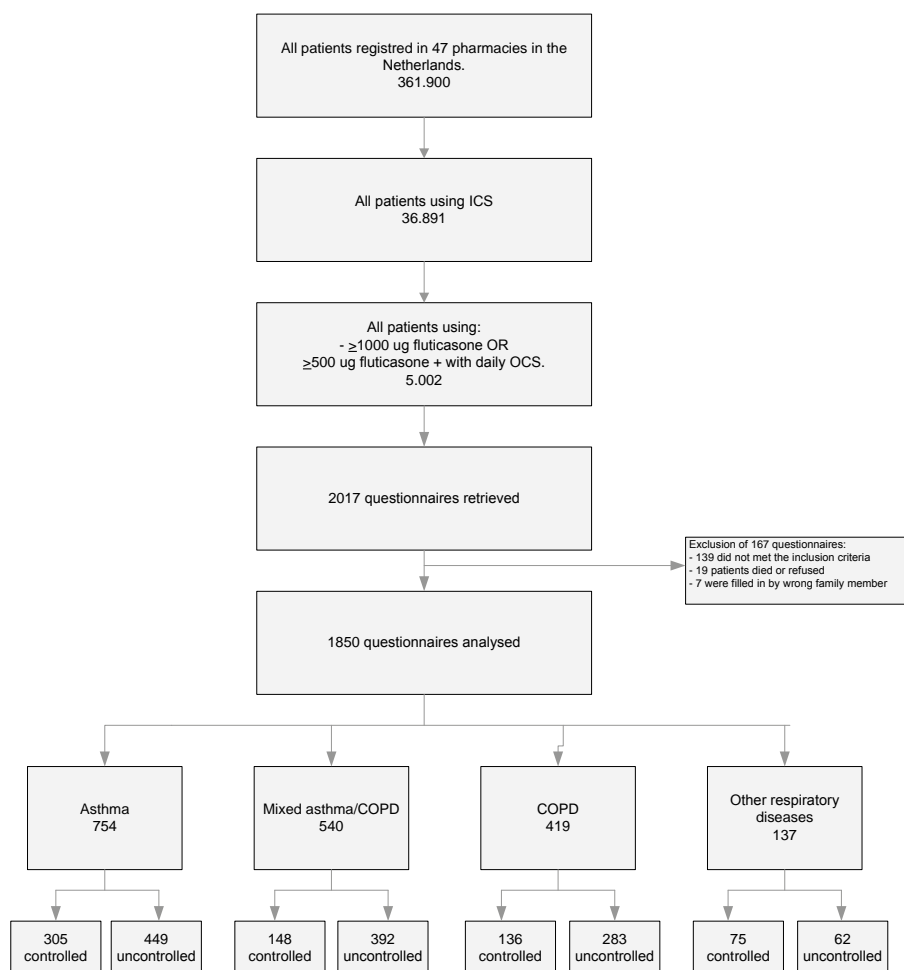 All patients registred in 47 pharmacies in the
Netherlands.
361.900
All patients using ICS
36.891
All patients using:
- ≥1000 ug fluticasone OR
≥500 ug fluticasone + with daily OCS.
5.002
2017 questionnaires retrieved
Exclusion of 167 questionnaires:
- 139 did not met the inclusion criteria
- 19 patients died or refused
- 7 were filled in by wrong family member
1850 questionnaires analysed
Asthma
754
Mixed asthma/COPD
540
COPD
419
Other respiratory
diseases
137
305
controlled
449
uncontrolled
148
controlled
392
uncontrolled
136
controlled
283
uncontrolled
75
controlled
62
uncontrolled